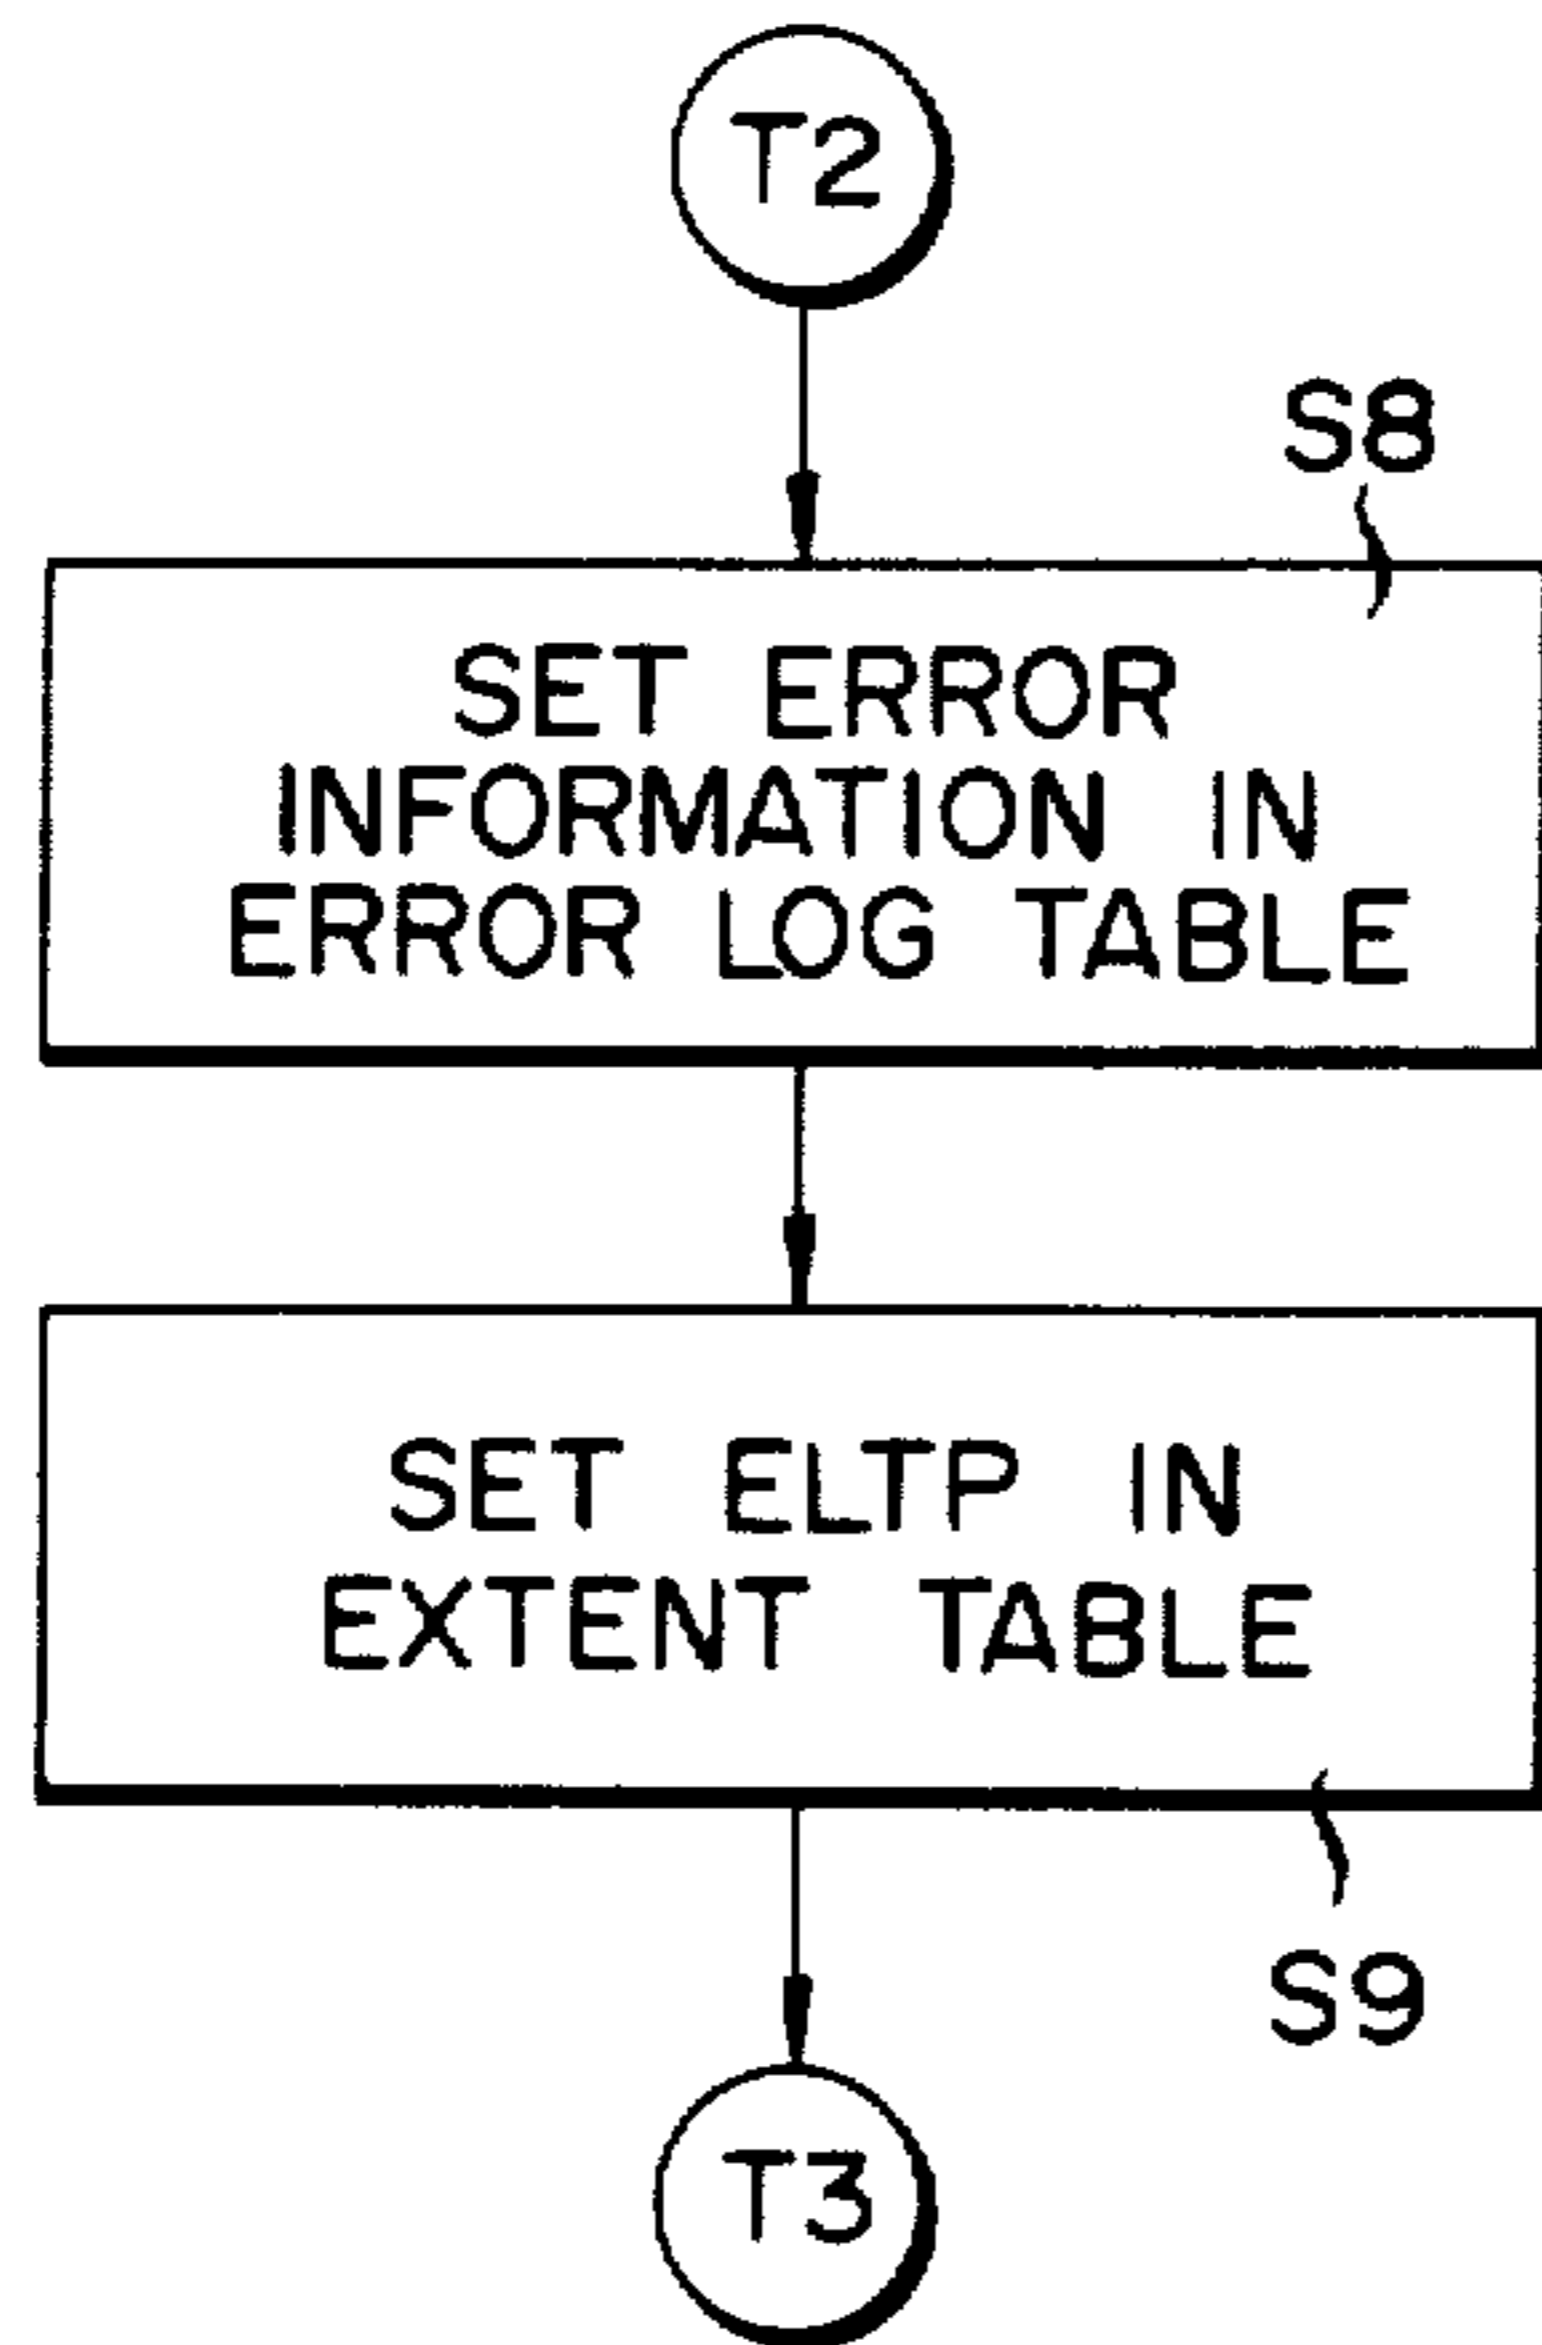 T2
S8
SET ERROR
INFORMATION IN
ERROR LOG TABLE
SET ELTP IN
EXTENT TABLE
S9
T3